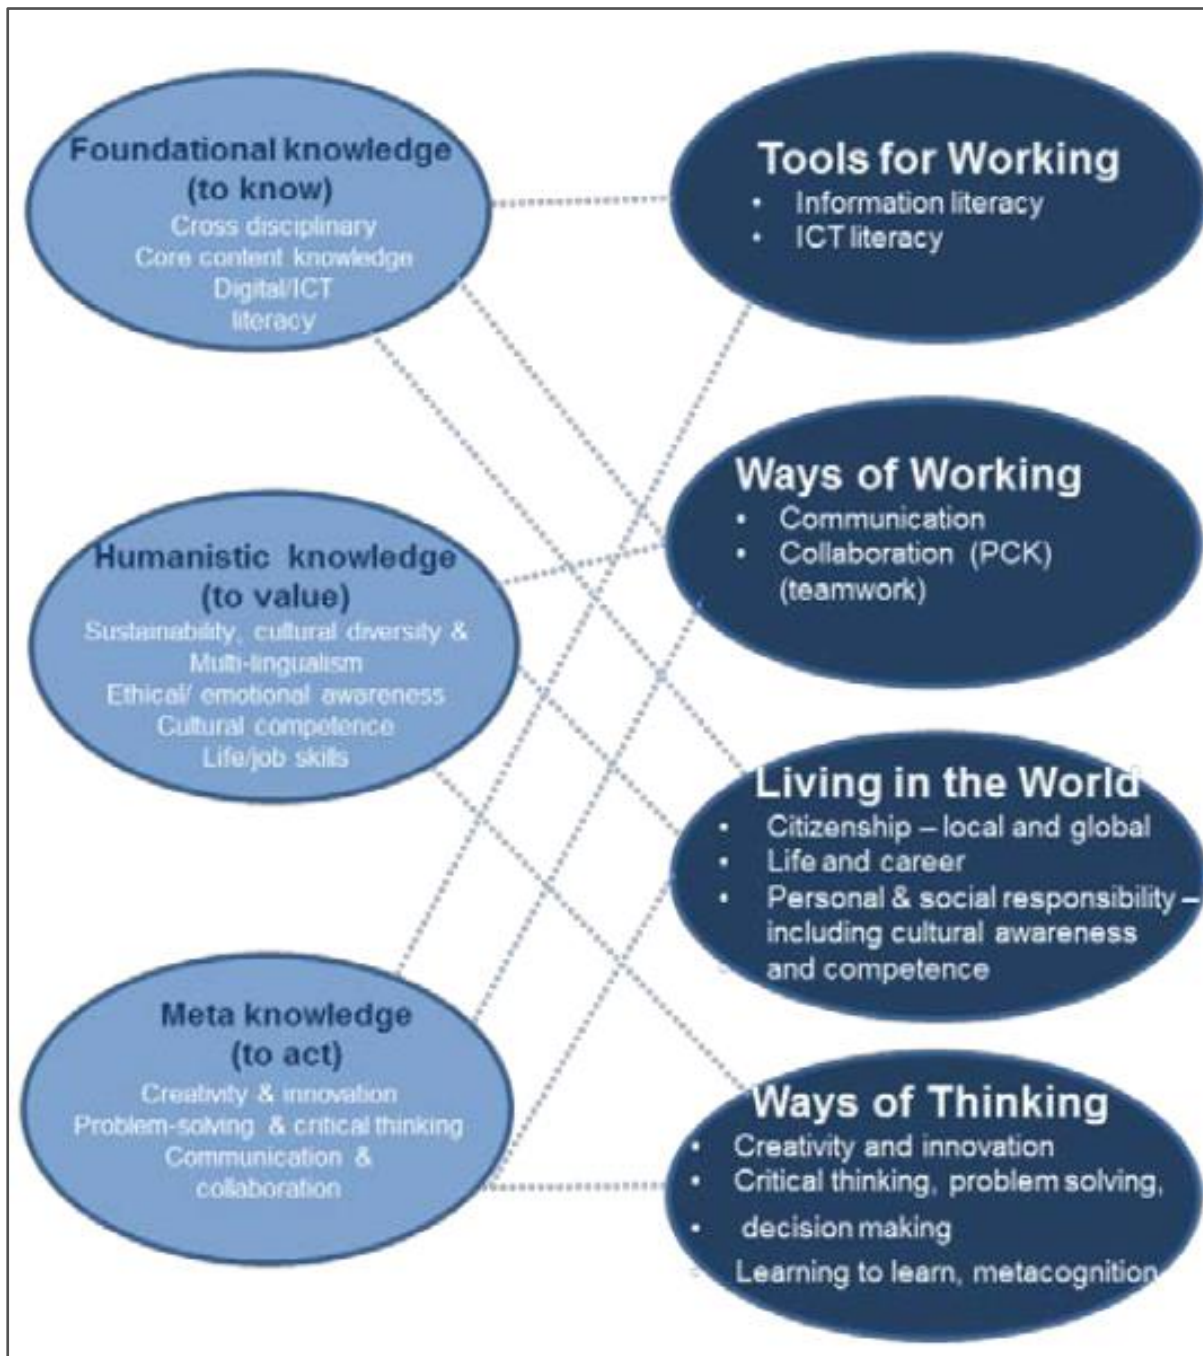 Foundational knowledge
(to know)
Cross disciplinary
Core content knowledge
Digital/ICT
literacy
Humanistic knowledge
(to value)
Sustainability, cultural diversity &
Multi-lingualism
Ethical/ emotional awareness
Cultural competence
Life/job skills
Meta knowledge
(to act)
Creativity & innovation
Problem-solving & critical thinking
Communication &
collaboration
Tools for Working
• Information literacy
• ICT literacy
Ways of Working
• Communication
• Collaboration (PCK)
(teamwork)
Living in the World
• Citizenship – local and global
• Life and career
• Personal & social responsibility –
including cultural awareness
and competence
Ways of Thinking
• Creativity and innovation
• Critical thinking, problem solving,
• decision making
• Learning to learn, metacognition